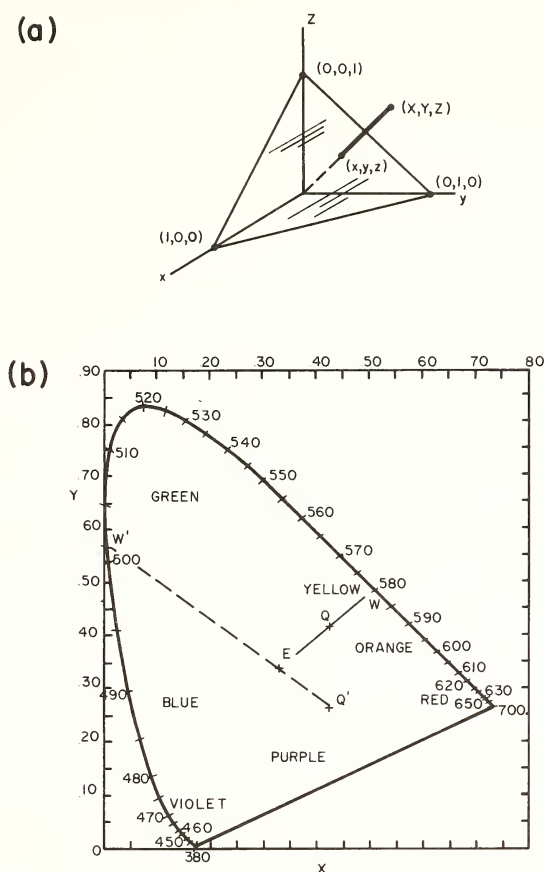 (a)
Z
(0,0,1)
(X,Y,Z)
(x,y,z)
(0,1,0)
y
(1,0,0)
x
(b)
10 20 30 40 50 60 70 80
.90
520
.80
530
510
540
.70
550
GREEN
Y
560
.60
W'
570
500
.50
YELLOW
580
W
Q
590
.40
ORANGE
E
600
610
.30
620
630
490
BLUE
Q'
RED
650
700
.20
PURPLE
480
.10
VIOLET
470
460
450
0
380
X